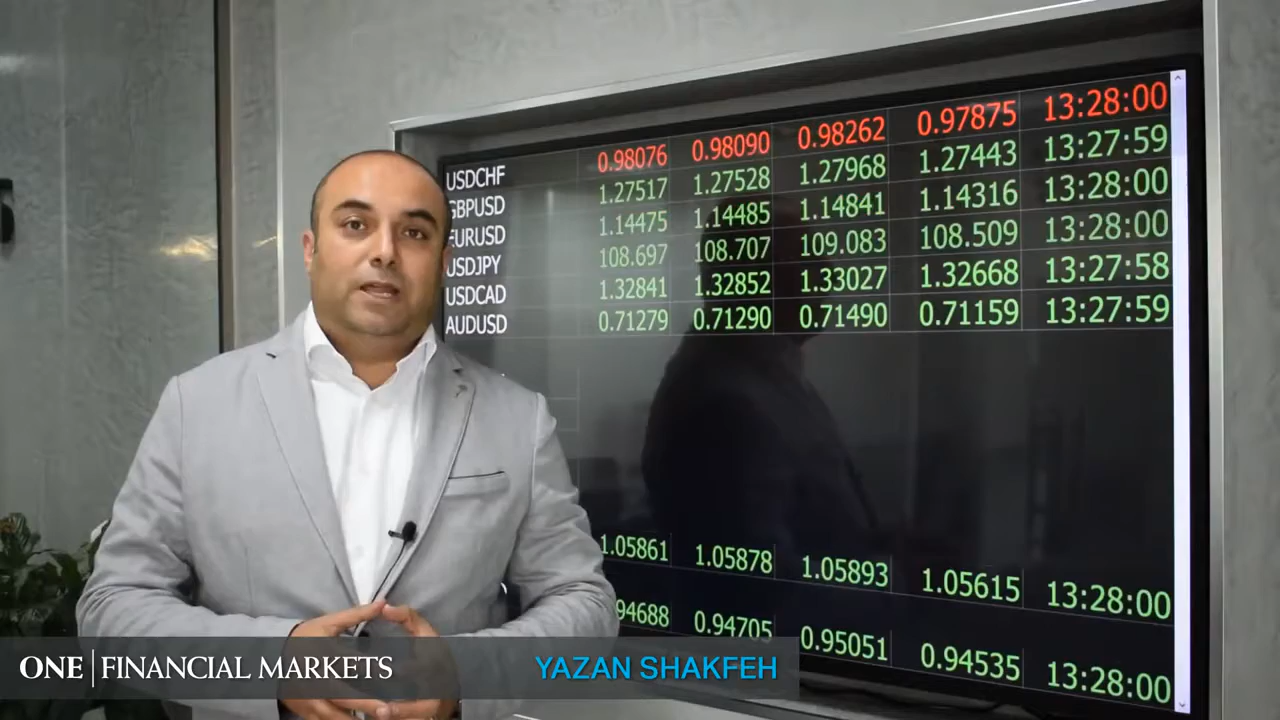 USDCHF 0.98076 0.98090 0.98262 0.97875 13:28:00
GBPUSD 1.27517 1.27528 1.27968 1.27443 13:27:59
EURUSD 1.14475 1.14485 1.14841 1.14316 13:28:00
USDJPY 108.697 108.707 109.083 108.509 13:28:00
USDCAD 1.32841 1.32852 1.33027 1.32668 13:27:58
AUDUSD 0.71279 0.71290 0.71490 0.71159 13:27:59
1.05861 1.05878 1.05893 1.05615 13:28:00
94688 0.94705 0.95051 0.94535 13:28:00
ONE FINANCIAL MARKETS
YAZAN SHAKFEH